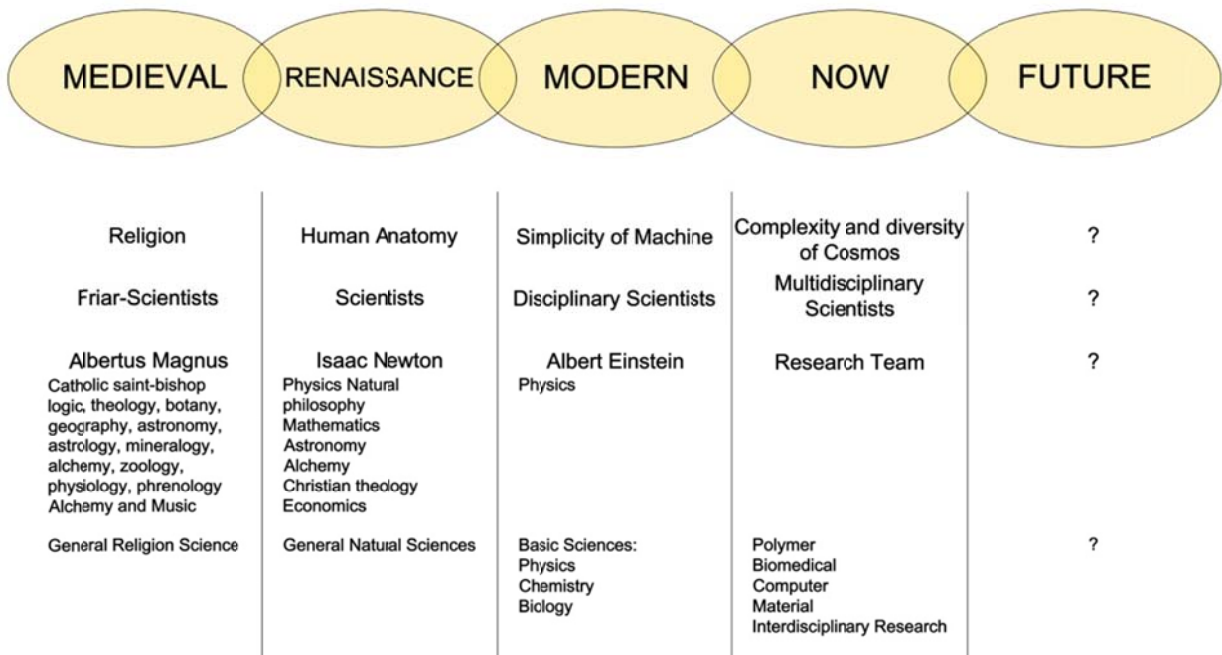 MEDIEVAL
RENAISSANCE
MODERN
NOW
FUTURE
Religion
Human Anatomy
Simplicity of Machine
Complexity and diversity
of Cosmos
?
Friar-Scientists
Scientists
Disciplinary Scientists
Multidisciplinary
Scientists
?
Albertus Magnus
Catholic saint-bishop
logic, theology, botany,
geography, astronomy,
astrology, mineralogy,
alchemy, zoology,
physiology, phrenology
Alchemy and Music
Isaac Newton
Physics Natural
philosophy
Mathematics
Astronomy
Alchemy
Christian theology
Economics
Albert Einstein
Physics
Research Team
?
General Religion Science
General Natural Sciences
Basic Sciences:
Physics
Chemistry
Biology
Polymer
Biomedical
Computer
Material
Interdisciplinary Research
?